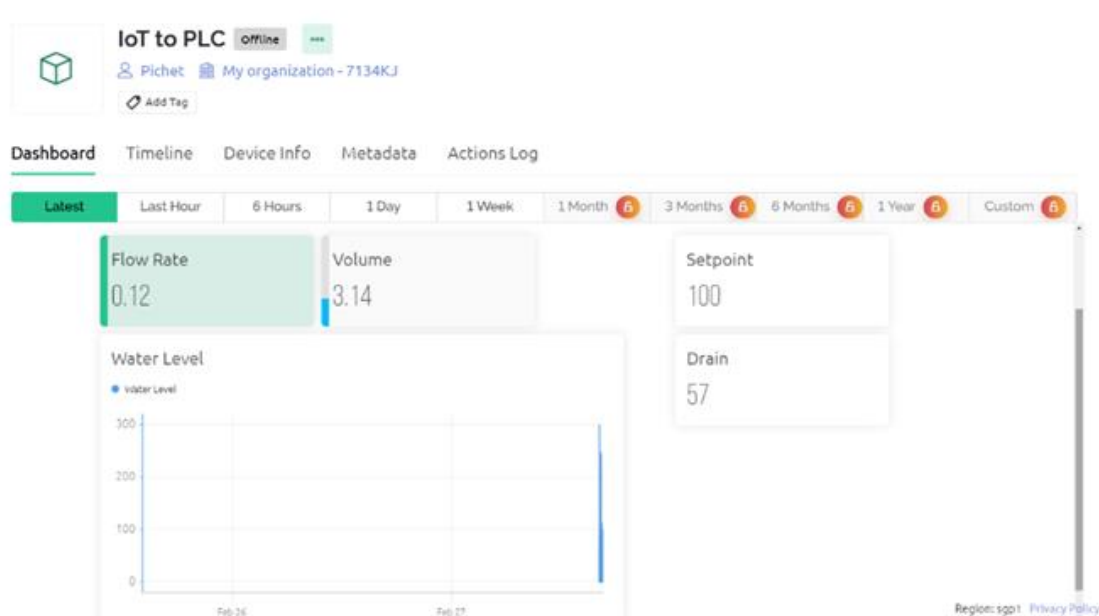 IoT to PLC Offline
Pichet My organization - 7134KJ
Add Tag
Dashboard Timeline Device Info Metadata Actions Log
Latest Last Hour 6 Hours 1 Day 1 Week 1 Month 3 Months 6 Months 1 Year Custom
Flow Rate Volume Setpoint
0.12 3.14 100
Water Level Drain
Water Level
57
300
200
100
0
Feb 26 Feb 27
Region: sgp1 Privacy Policy